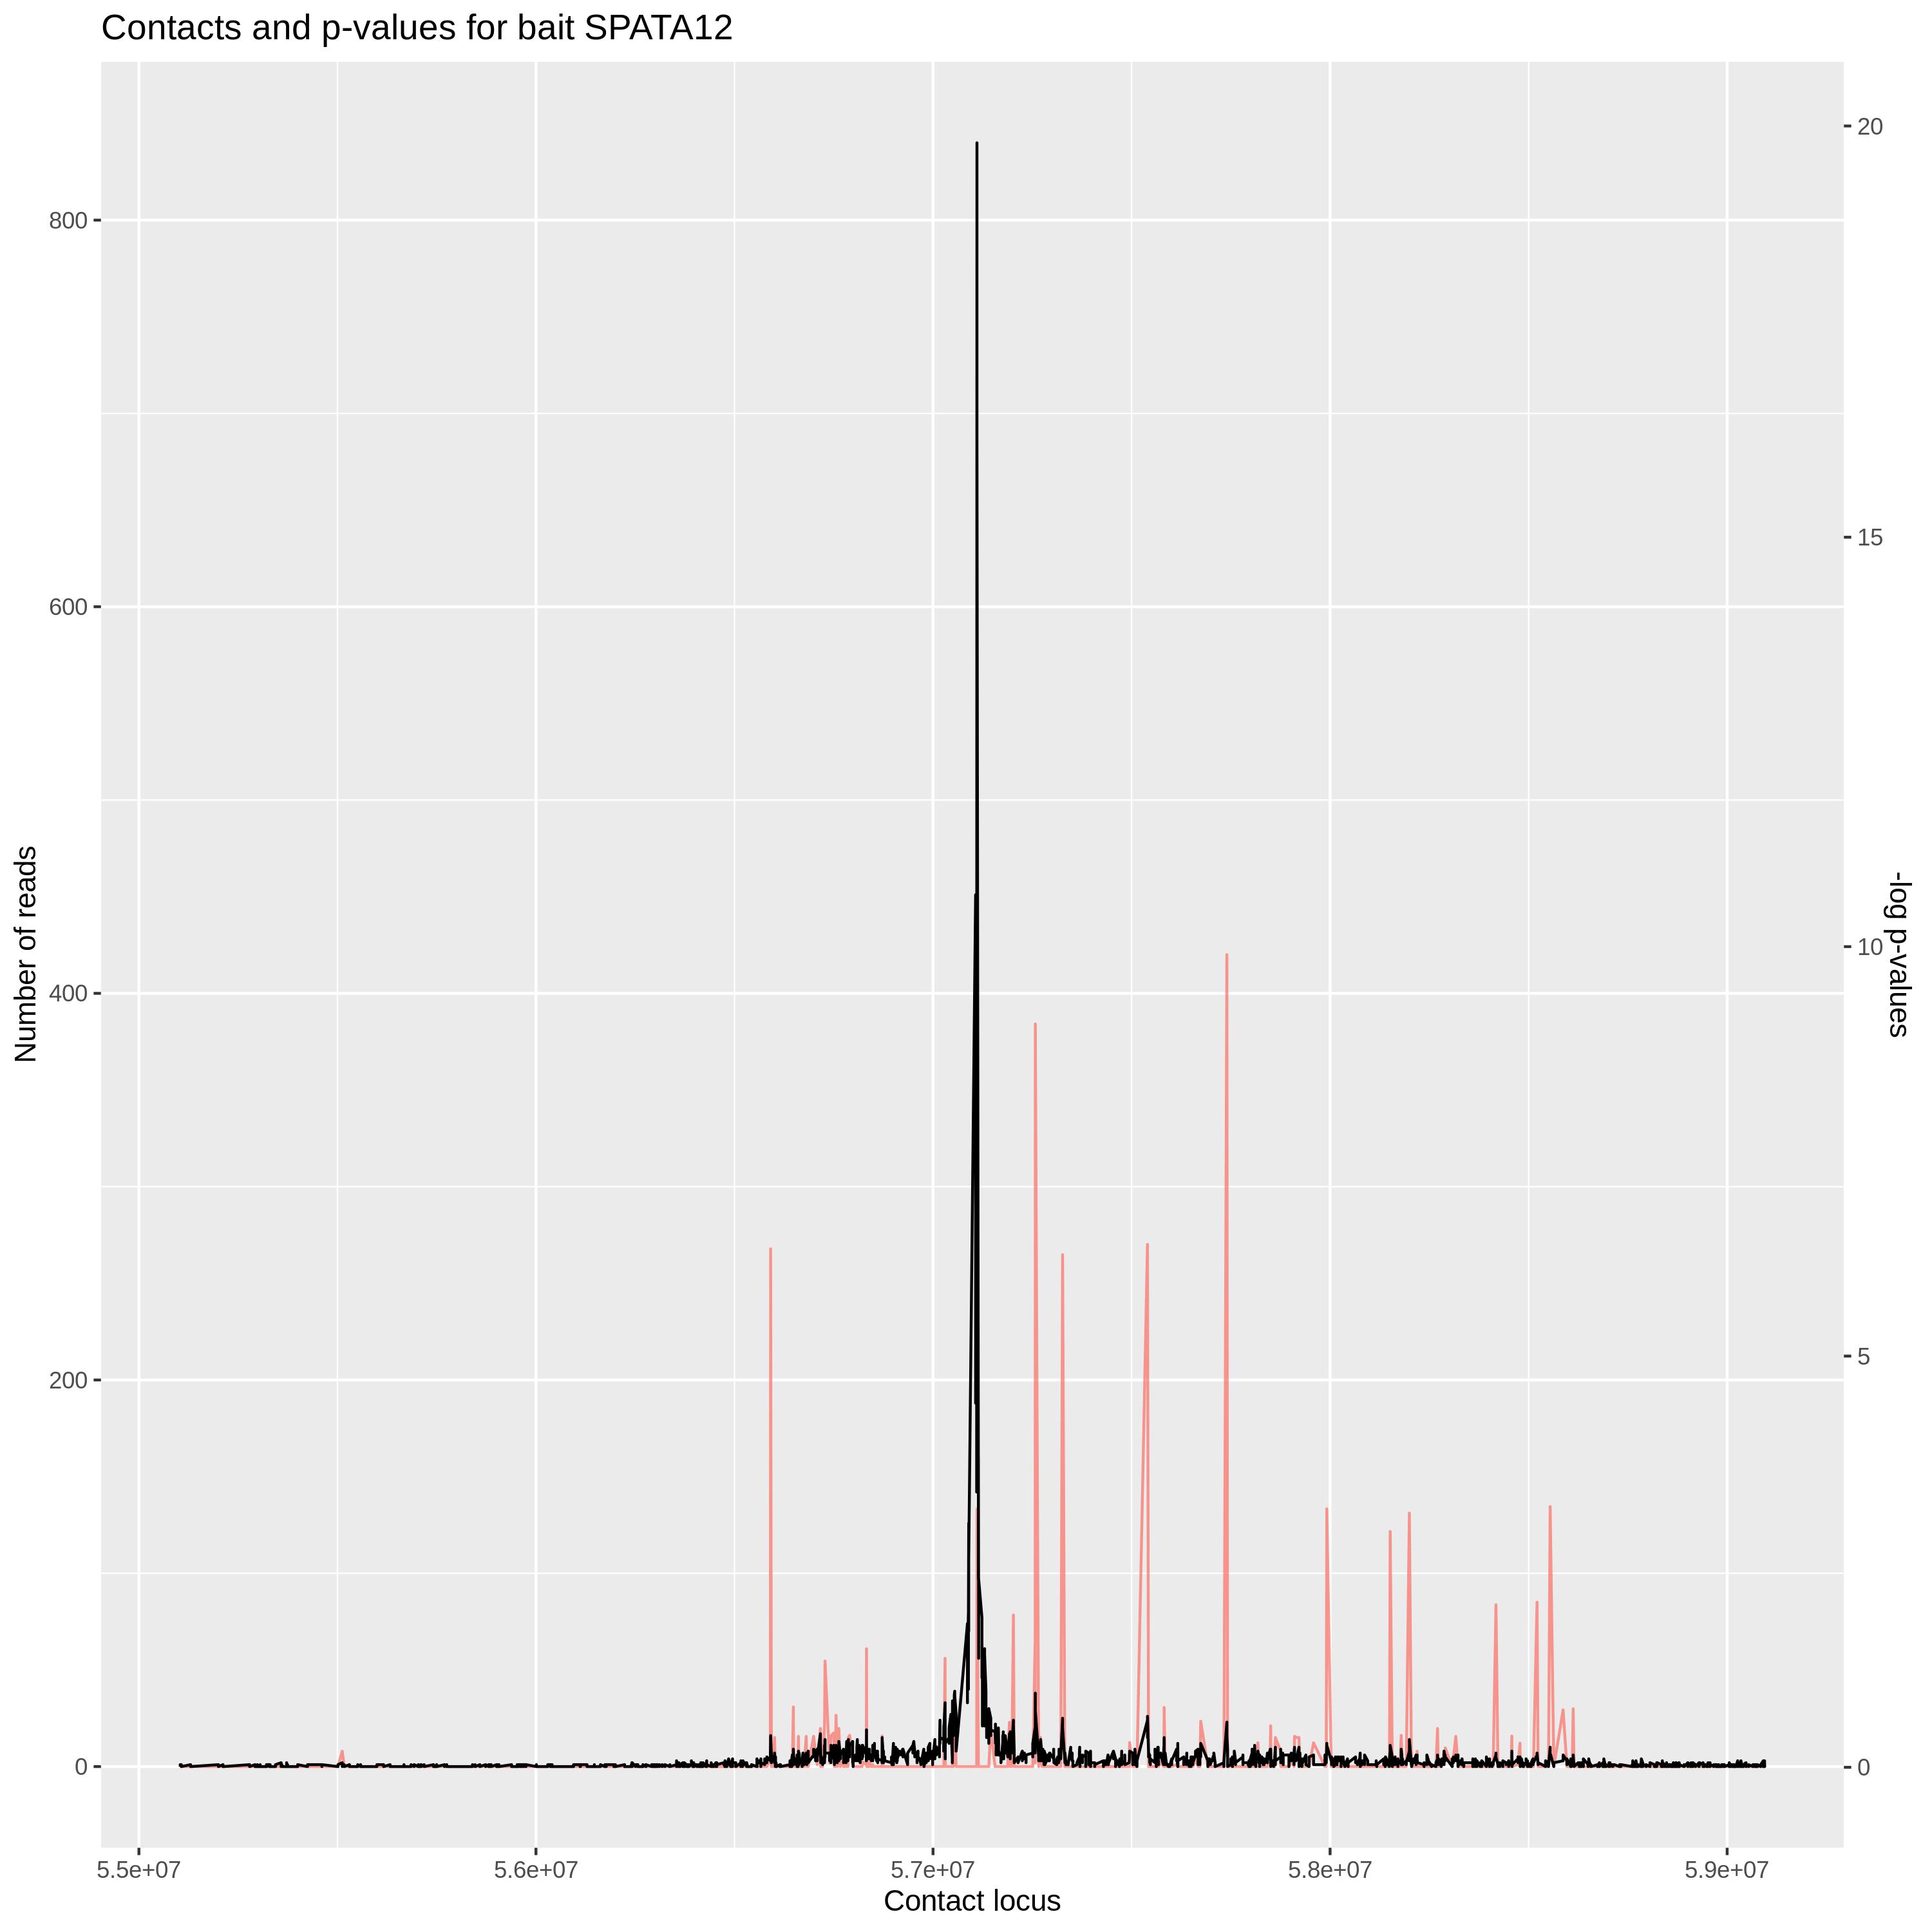 Contacts and p-values for bait SPATA12
800
600
400
200
0
Number of reads
20
15
10
5
0
-log p-values
5.5e+07
5.6e+07
5.7e+07
5.8e+07
5.9e+07
Contact locus